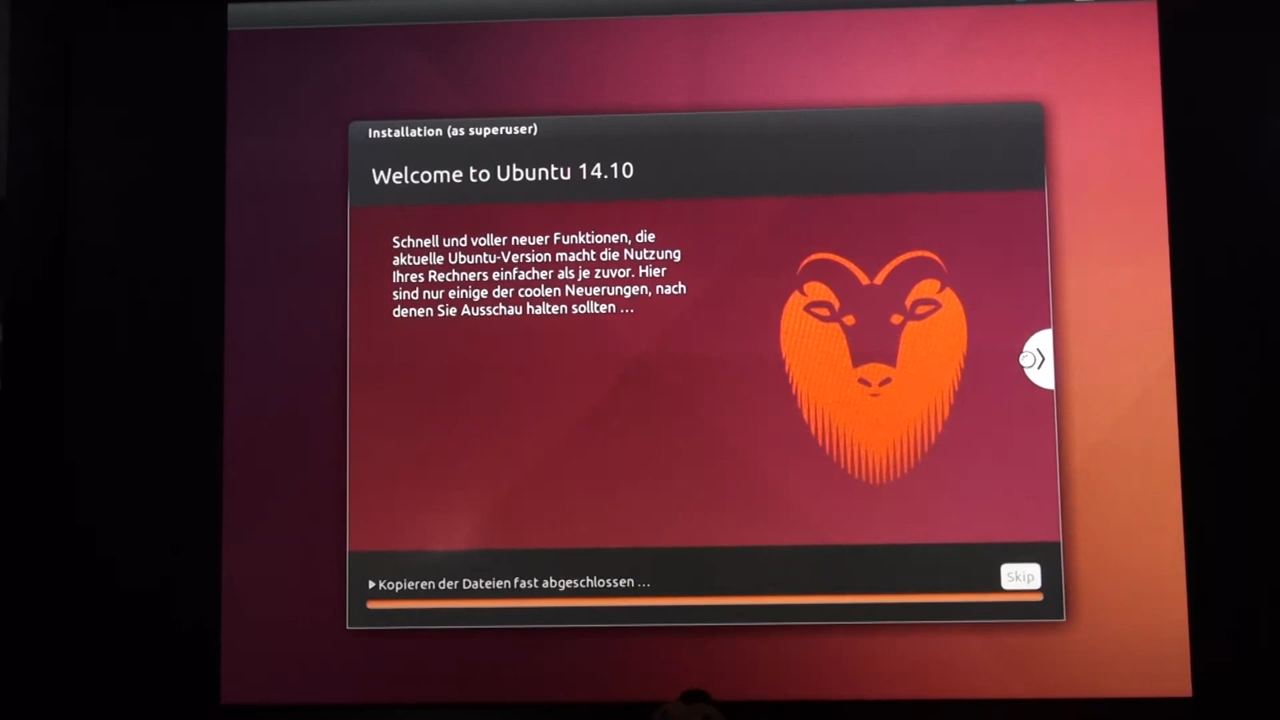 Installation (as superuser)
Welcome to Ubuntu 14.10
Schnell und voller neuer Funktionen, die
aktuelle Ubuntu-Version macht die Nutzung
Ihres Rechners einfacher als je zuvor. Hier
sind nur einige der coolen Neuerungen, nach
denen Sie Ausschau halten sollten ...
Kopieren der Dateien fast abgeschlossen ...
Skip